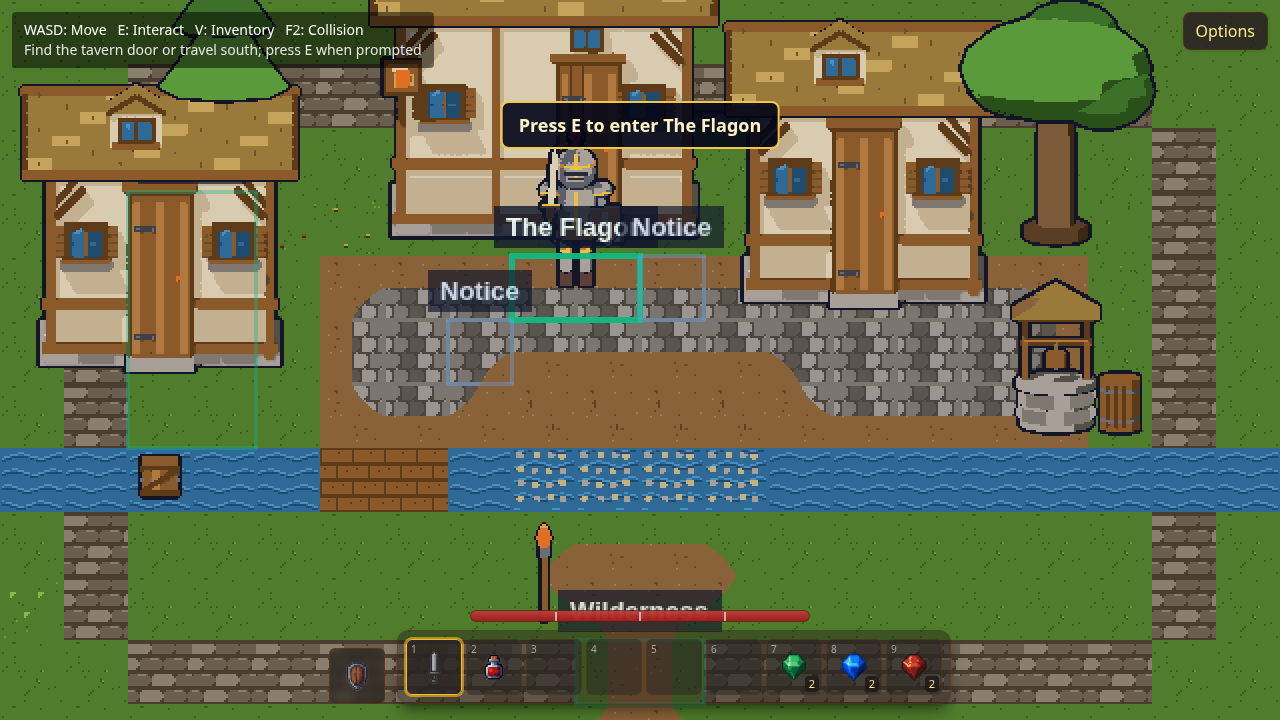 WASD: Move   E: Interact   V: Inventory   F2: Collision
Find the tavern door or travel south; press E when prompted
Options
Press E to enter The Flagon
The Flago
Notice
Notice
Wilderness
1
2
3
4
5
6
7
8
9
2
2
2